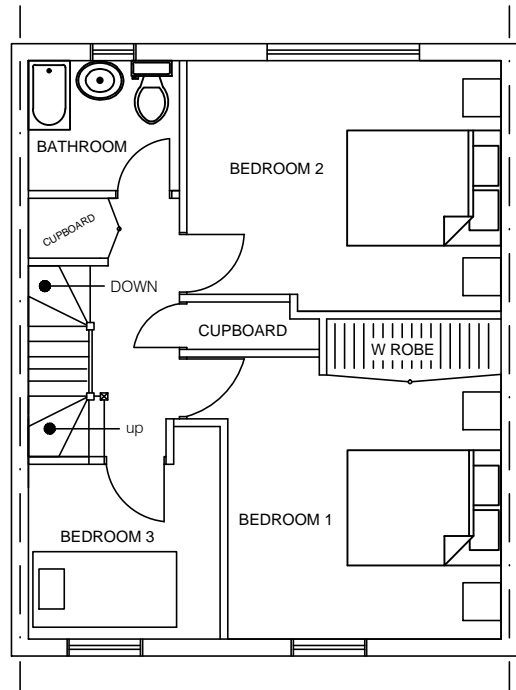 BATHROOM
BEDROOM 2
CUPBOARD
DOWN
CUPBOARD
W ROBE
up
BEDROOM 1
BEDROOM 3